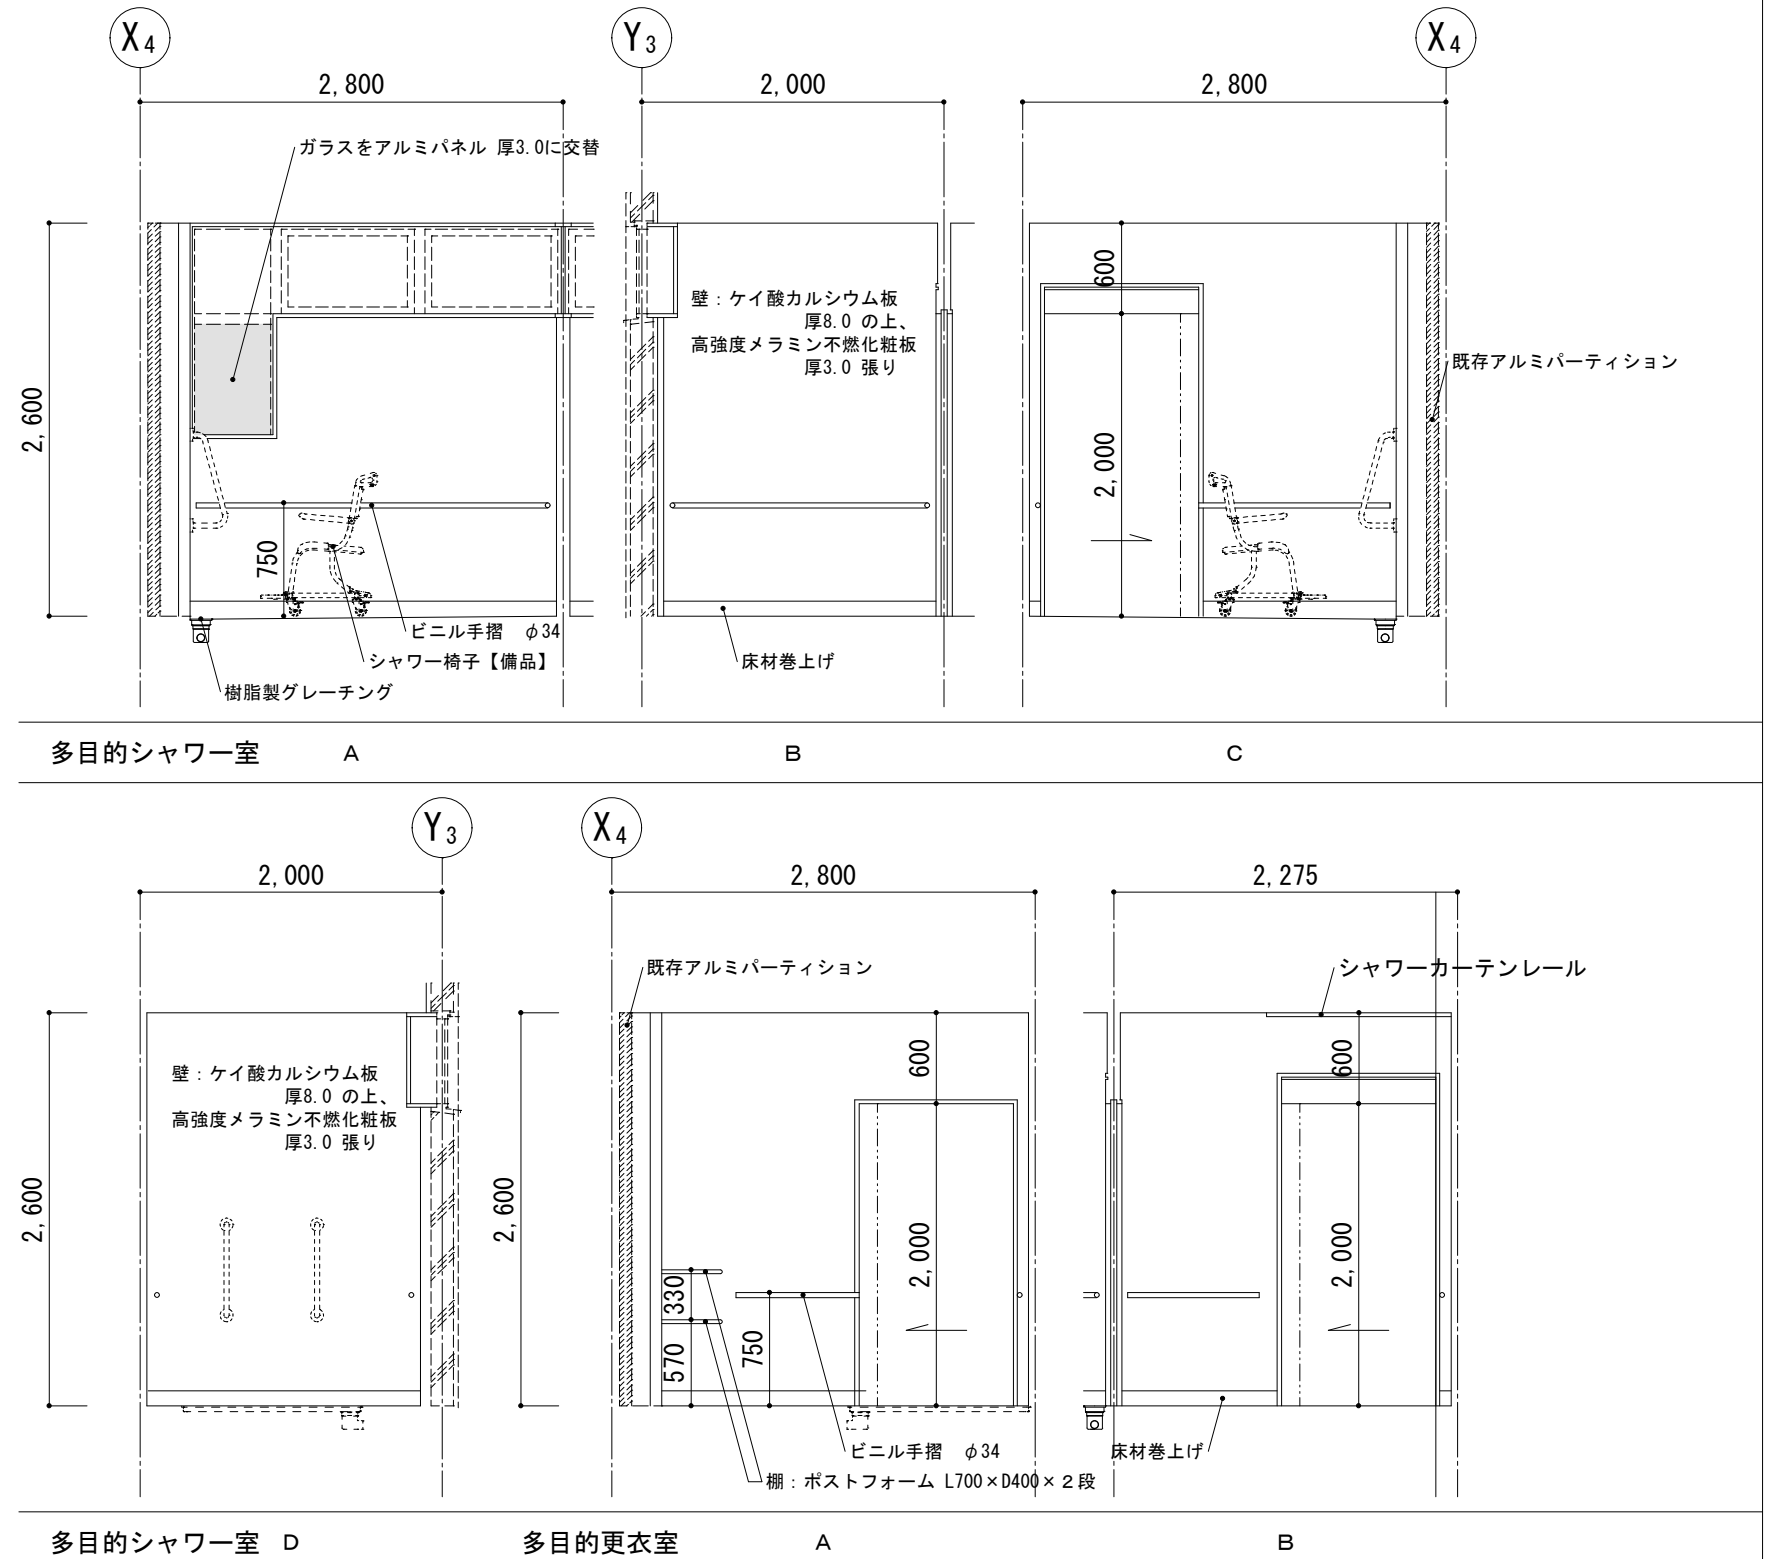 X4
Y3
X4
2,800
2,000
2,800
ガラスをアルミパネル 厚3.0に交替
600
壁：ケイ酸カルシウム板
厚8.0 の上、
高強度メラミン不燃化粧板
厚3.0 張り
既存アルミパーティション
2,600
2,000
750
ビニル手摺 φ34
シャワー椅子【備品】
床材巻上げ
樹脂製グレーチング
多目的シャワー室 A
B
C
Y3
X4
2,000
2,800
2,275
既存アルミパーティション
シャワーカーテンレール
600
600
壁：ケイ酸カルシウム板
厚8.0 の上、
高強度メラミン不燃化粧板
厚3.0 張り
2,600
2,600
2,000
2,000
330
750
570
ビニル手摺 φ34
床材巻上げ
棚：ポストフォーム L700×D400×２段
多目的シャワー室 D
多目的更衣室 A
B